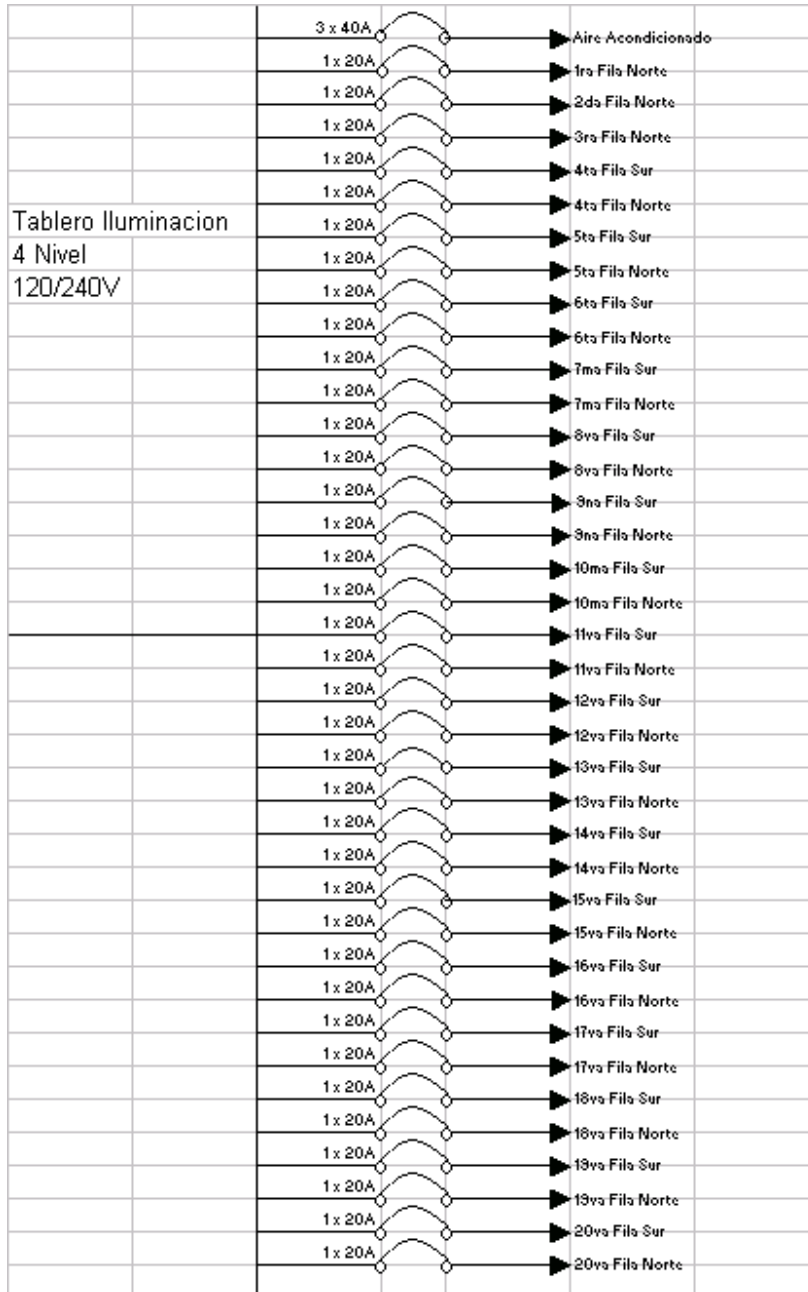 3 x 40A Aire Acondicionado
1 x 20A 1ra Fila Norte
1 x 20A 2da Fila Norte
1 x 20A 3ra Fila Norte
1 x 20A 4ta Fila Sur
1 x 20A 4ta Fila Norte
Tablero Iluminacion
4 Nivel
120/240V
1 x 20A 5ta Fila Sur
1 x 20A 5ta Fila Norte
1 x 20A 6ta Fila Sur
1 x 20A 6ta Fila Norte
1 x 20A 7ma Fila Sur
1 x 20A 7ma Fila Norte
1 x 20A 8va Fila Sur
1 x 20A 8va Fila Norte
1 x 20A 9na Fila Sur
1 x 20A 9na Fila Norte
1 x 20A 10ma Fila Sur
1 x 20A 10ma Fila Norte
1 x 20A 11va Fila Sur
1 x 20A 11va Fila Norte
1 x 20A 12va Fila Sur
1 x 20A 12va Fila Norte
1 x 20A 13va Fila Sur
1 x 20A 13va Fila Norte
1 x 20A 14va Fila Sur
1 x 20A 14va Fila Norte
1 x 20A 15va Fila Sur
1 x 20A 15va Fila Norte
1 x 20A 16va Fila Sur
1 x 20A 16va Fila Norte
1 x 20A 17va Fila Sur
1 x 20A 17va Fila Norte
1 x 20A 18va Fila Sur
1 x 20A 18va Fila Norte
1 x 20A 19va Fila Sur
1 x 20A 19va Fila Norte
1 x 20A 20va Fila Sur
1 x 20A 20va Fila Norte